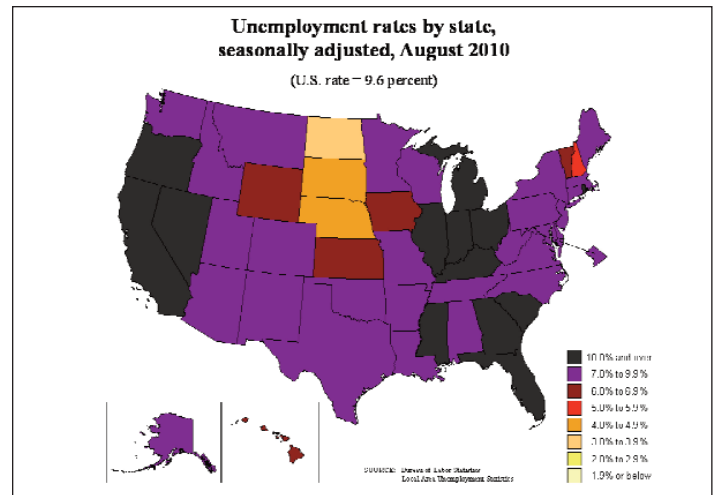 Unemployment rates by state,
seasonally adjusted, August 2010
(U.S. rate = 9.6 percent)
10.0% and over
7.0% to 9.9%
6.0% to 6.9%
5.0% to 5.9%
4.0% to 4.9%
3.0% to 3.9%
2.0% to 2.9%
1.9% or below
SOURCE: Bureau of Labor Statistics
Local Area Unemployment Statistics